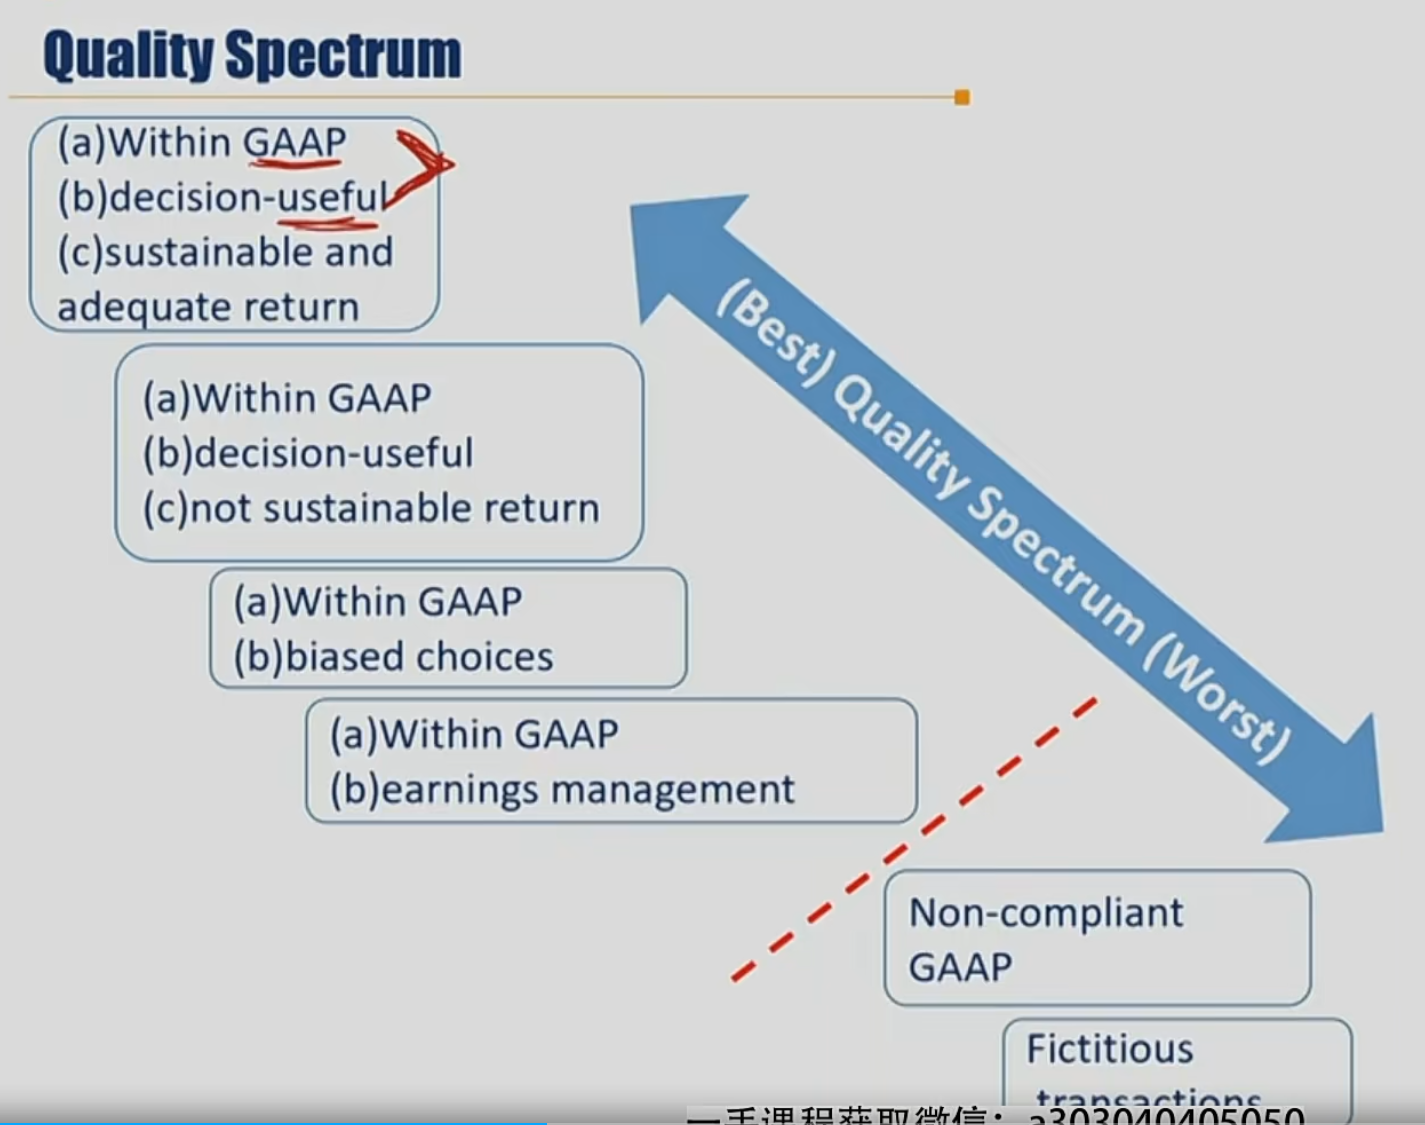 Quality Spectrum
(a)Within GAAP
(b)decision-useful
(c)sustainable and
adequate return
(a)Within GAAP
(b)decision-useful
(c)not sustainable return
(a)Within GAAP
(b)biased choices
(a)Within GAAP
(b)earnings management
(Best) Quality Spectrum (Worst)
Non-compliant
GAAP
Fictitious
transactions
一手课程获取微信：a303040405050